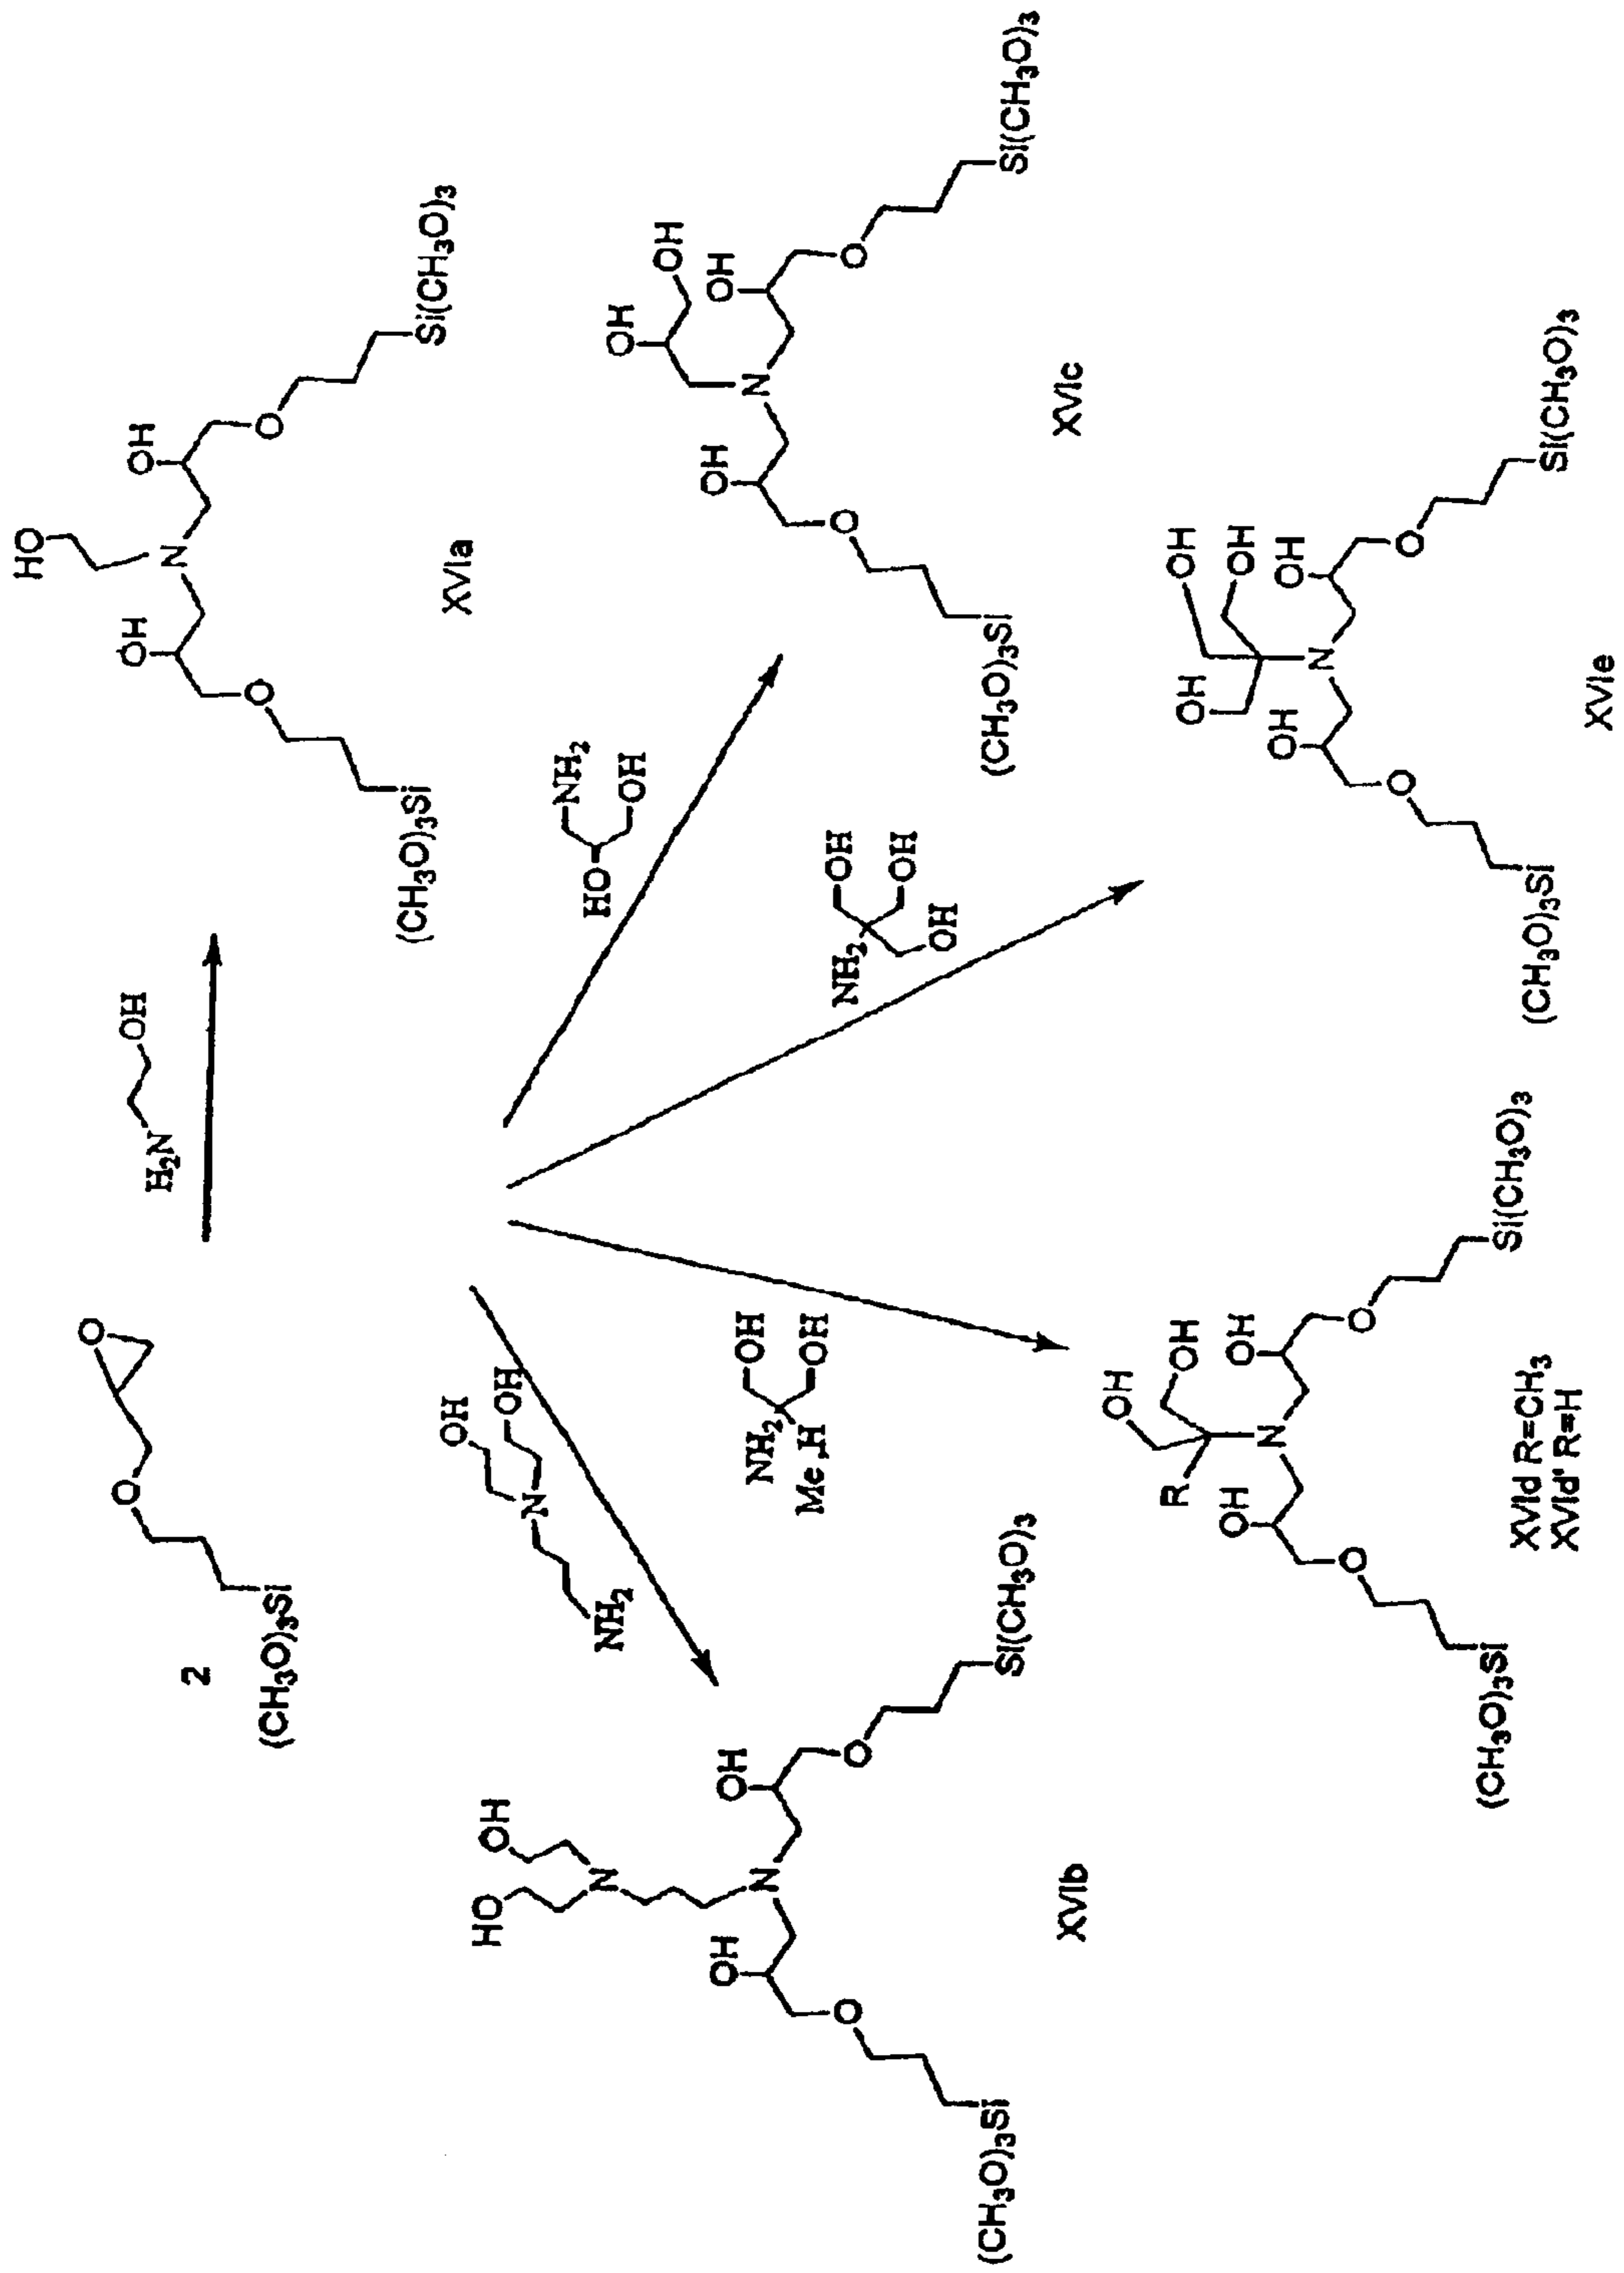 2
(CH₃O)₃Si
O
O
H₂N
OH
HO
N
OH
OH
O
O
(CH₃O)₃Si
Si(CH₃O)₃
XVIa
NH₂
HO
OH
OH
OH
OH
OH
N
O
O
(CH₃O)₃Si
Si(CH₃O)₃
XVIc
NH₂
OH
OH
OH
OH
OH
OH
OH
OH
N
O
O
(CH₃O)₃Si
Si(CH₃O)₃
XVIe
NH₂
Me ,H
OH
OH
OH
OH
R
OH
OH
N
O
O
(CH₃O)₃Si
Si(CH₃O)₃
XVId R=CH₃
XVId' R=H
OH
OH
N
NH₂
HO
OH
N
OH
OH
N
O
O
(CH₃O)₃Si
Si(CH₃O)₃
XVIb